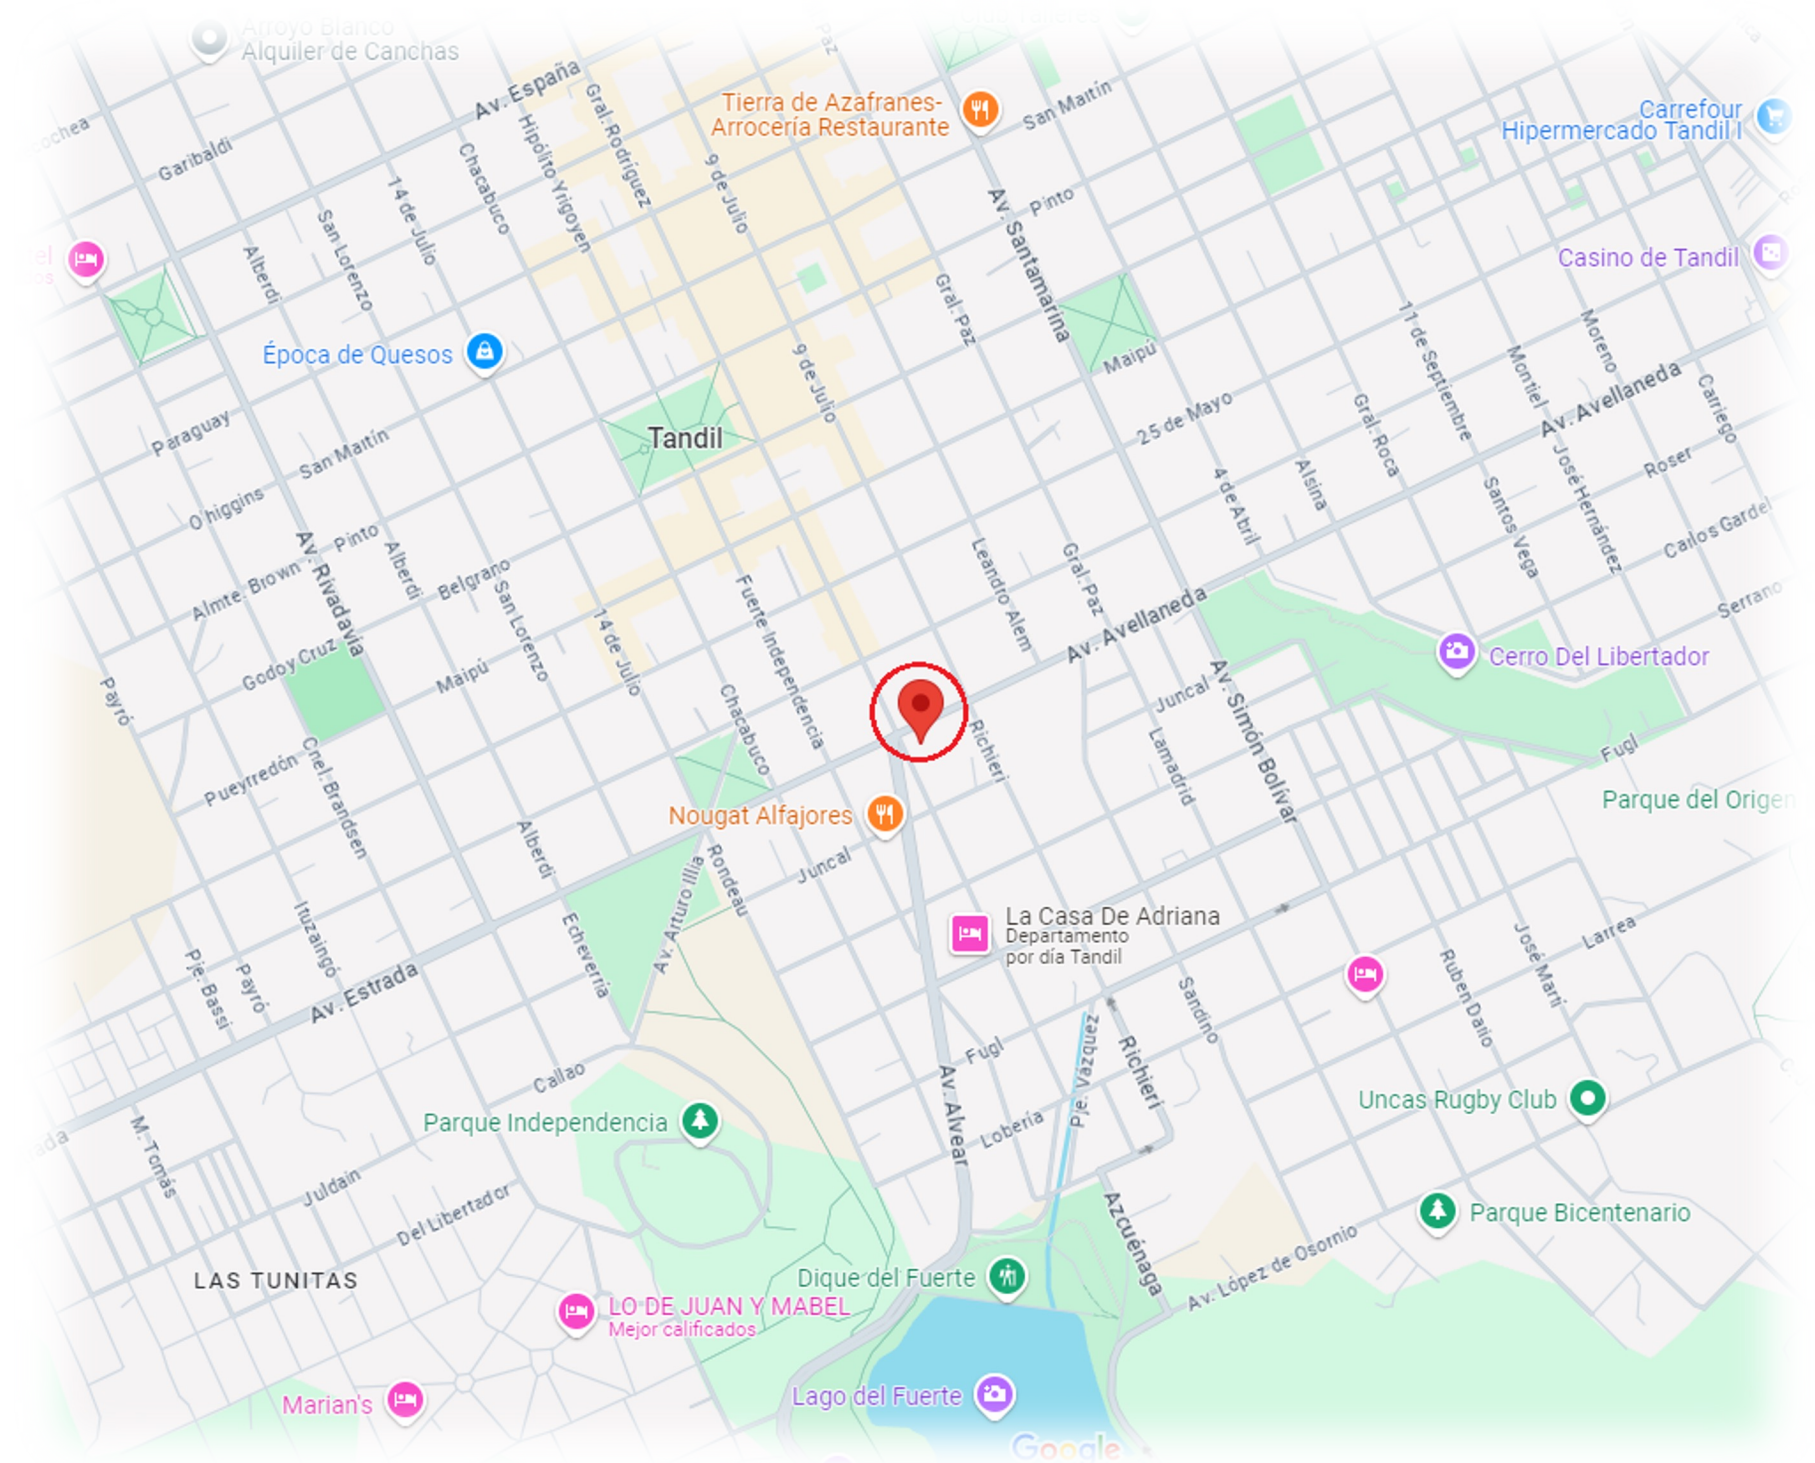 Arroyo Blanco
Alquiler de Canchas
Av. España
Paz
Tierra de Azafranes-
Arrocería Restaurante
San Martín
Carrefour
Hipermercado Tandil I
Garibaldi
Chacabuco
Hipólito Yrigoyen
Gral. Rodríguez
9 de Julio
Av. Santamarina
Pinto
14 de Julio
San Lorenzo
Alberdi
Casino de Tandil
Gral. Paz
Época de Quesos
9 de Julio
Maipú
11 de Septiembre
Montiel
Moreno
Av. Avellaneda
Carriego
Paraguay
San Martín
25 de Mayo
Gral. Roca
Tandil
O'higgins
4 de Abril
Alsina
Santos Vega
José Hernández
Roser
Carlos Gardel
Av. Rivadavia
Pinto
Alberdi
Almte. Brown
Belgrano
San Lorenzo
Leandro Alem
Gral. Paz
Av. Avellaneda
Serrano
14 de Julio
Fuerte Independencia
Godoy Cruz
Maipú
Payró
Chacabuco
Juncal
Av. Simón Bolívar
Cerro Del Libertador
Richieri
Lamadrid
Fugl
Pueyrredón
Cnel. Brandsen
Nougat Alfajores
Parque del Origen
Alberdi
Rondeau
Juncal
Av. Arturo Illia
Echeverría
La Casa De Adriana
Departamento
por día Tandil
Ituzaingó
Pje. Bassi
Payró
Av. Estrada
Sandino
Ruben Dario
José Martí
Larrea
Callao
Fugl
Pje. Vazquez
Richieri
Parque Independencia
Av. Alvear
Lobería
Uncas Rugby Club
M. Tomás
Juldain
Del Libertador
Azcuénaga
Av. López de Osornio
Parque Bicentenario
LAS TUNITAS
Dique del Fuerte
LO DE JUAN Y MABEL
Mejor calificados
Marian's
Lago del Fuerte
Google